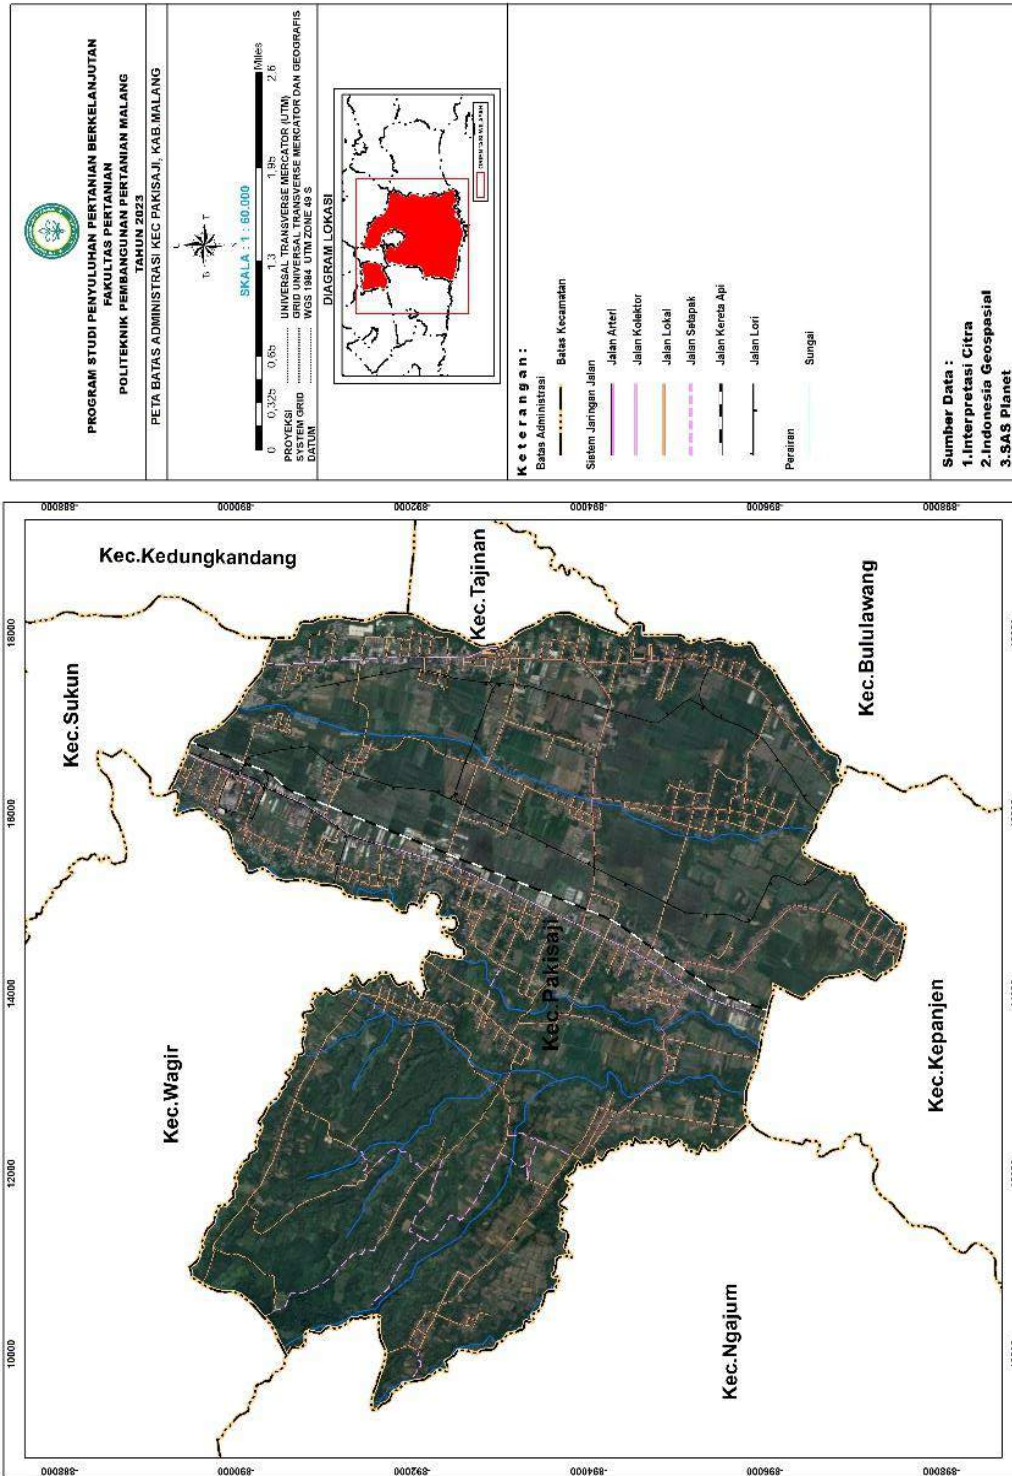 PROGRAM STUDI PENYULUHAN PERTANIAN BERKELANJUTAN
FAKULTAS PERTANIAN
POLITEKNIK PEMBANGUNAN PERTANIAN MALANG
TAHUN 2023
PETA BATAS ADMINISTRASI KEC PAKISAJI, KAB.MALANG
SKALA : 1 : 60.000
0 0,325 0,65 1,3 1,95 2,6
Miles
PROYEKSI ............ UNIVERSAL TRANSVERSE MERCATOR (UTM)
SYSTEM GRID ............ GRID UNIVERSAL TRANSVERSE MERCATOR DAN GEOGRAFIS
DATUM ............ WGS 1984 UTM ZONE 49 S
DIAGRAM LOKASI
Keterangan :
Batas Administrasi
Batas Kecamatan
Sistem Jaringan Jalan
Jalan Arteri
Jalan Kolektor
Jalan Lokal
Jalan Setapak
Jalan Kereta Api
Jalan Lori
Perairan
Sungai
Sumber Data :
1.Interpretasi Citra
2.Indonesia Geospasial
3.SAS Planet
10000 12000 14000 16000 18000
-888000 -890000 -892000 -894000 -896000 -898000
-888000 -890000 -892000 -894000 -896000 -898000
Kec.Kedungkandang
Kec.Sukun
Kec.Tajinan
Kec.Bululawang
Kec.Wagir
Kec.Pakisaji
Kec.Kepanjen
Kec.Ngajum